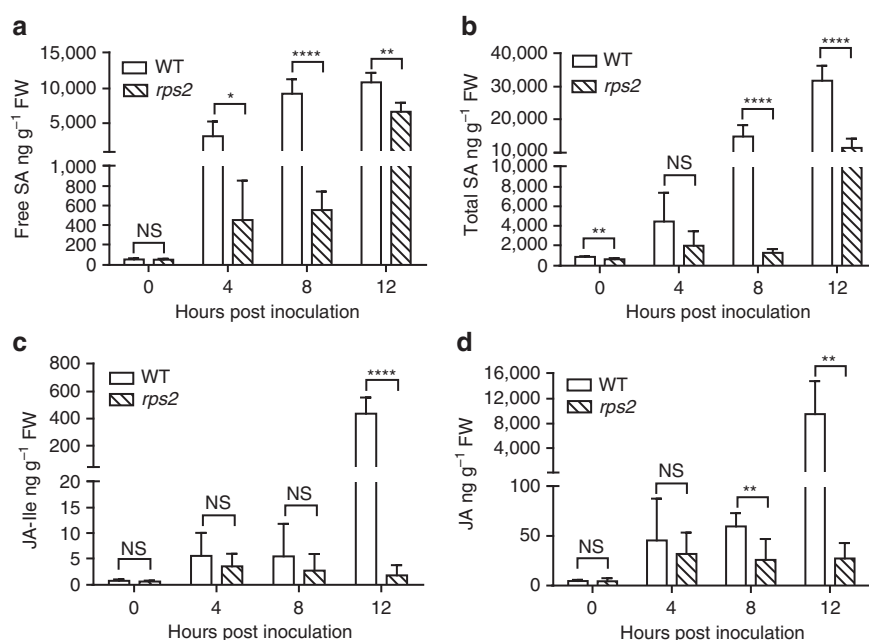 a
15,000
10,000
5,000
1,000
800
600
400
200
0
Free SA ng g⁻¹ FW
WT
rps2
NS
*
****
**
0
4
8
12
Hours post inoculation
b
40,000
30,000
20,000
10,000
10,000
8,000
6,000
4,000
2,000
0
Total SA ng g⁻¹ FW
WT
rps2
**
NS
****
****
0
4
8
12
Hours post inoculation
c
800
600
400
200
20
15
10
5
0
JA-Ile ng g⁻¹ FW
WT
rps2
NS
NS
NS
****
0
4
8
12
Hours post inoculation
d
16,000
12,000
8,000
4,000
100
50
0
JA ng g⁻¹ FW
WT
rps2
NS
NS
**
**
0
4
8
12
Hours post inoculation